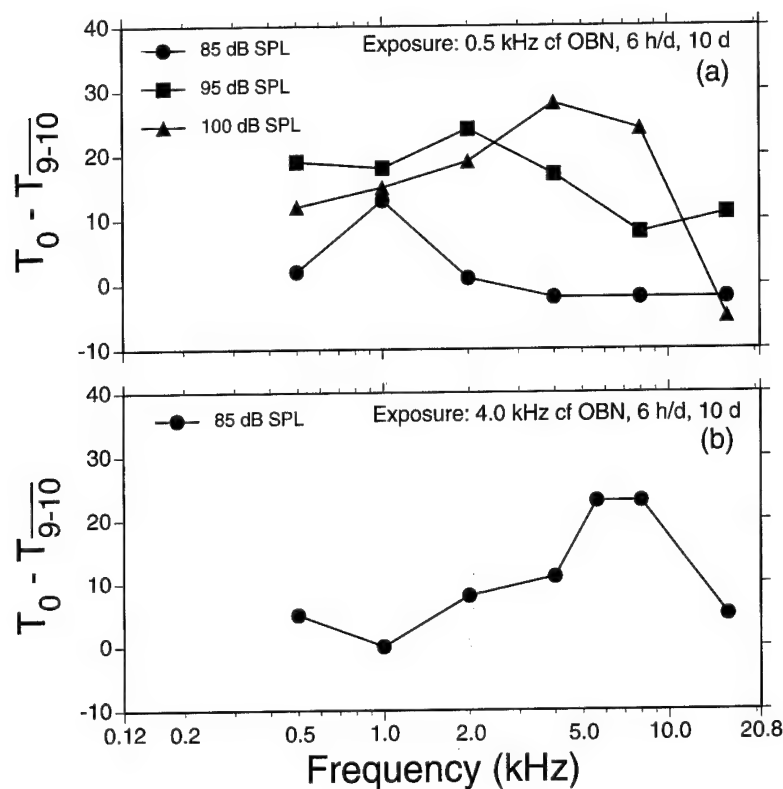 40
30
20
10
0
-10
T0 - T9-10
85 dB SPL
95 dB SPL
100 dB SPL
Exposure: 0.5 kHz cf OBN, 6 h/d, 10 d
(a)
40
30
20
10
0
-10
T0 - T9-10
85 dB SPL
Exposure: 4.0 kHz cf OBN, 6 h/d, 10 d
(b)
0.12 0.2 0.5 1.0 2.0 5.0 10.0 20.8
Frequency (kHz)